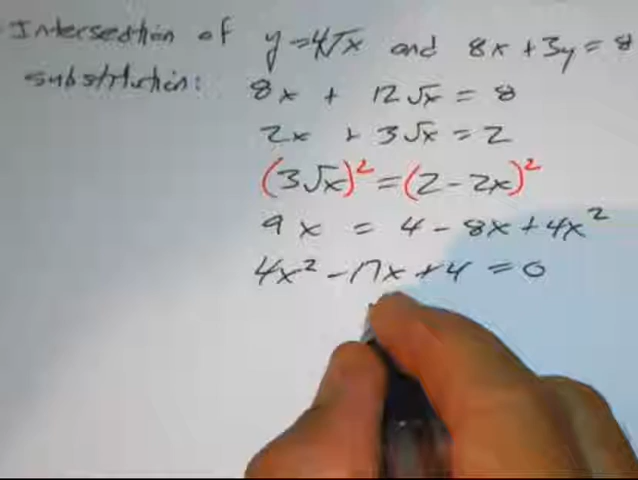 Intersection of y=4√x and 8x+3y=8
substitution: 8x + 12√x = 8
2x + 3√x = 2
(3√x)² = (2-2x)²
9x = 4 - 8x + 4x²
4x² - 17x + 4 = 0